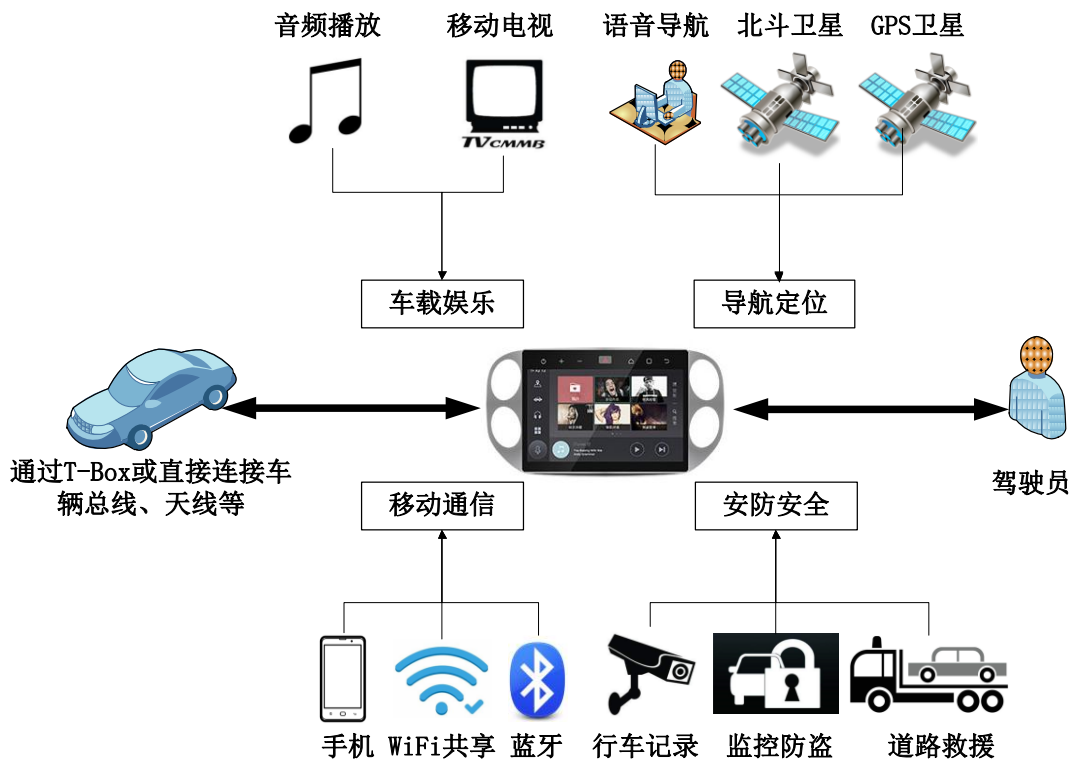 音频播放
移动电视
语音导航
北斗卫星
GPS卫星
TVCMMB
车载娱乐
导航定位
通过T-Box或直接连接车
辆总线、天线等
驾驶员
移动通信
安防安全
手机
WiFi共享
蓝牙
行车记录
监控防盗
道路救援